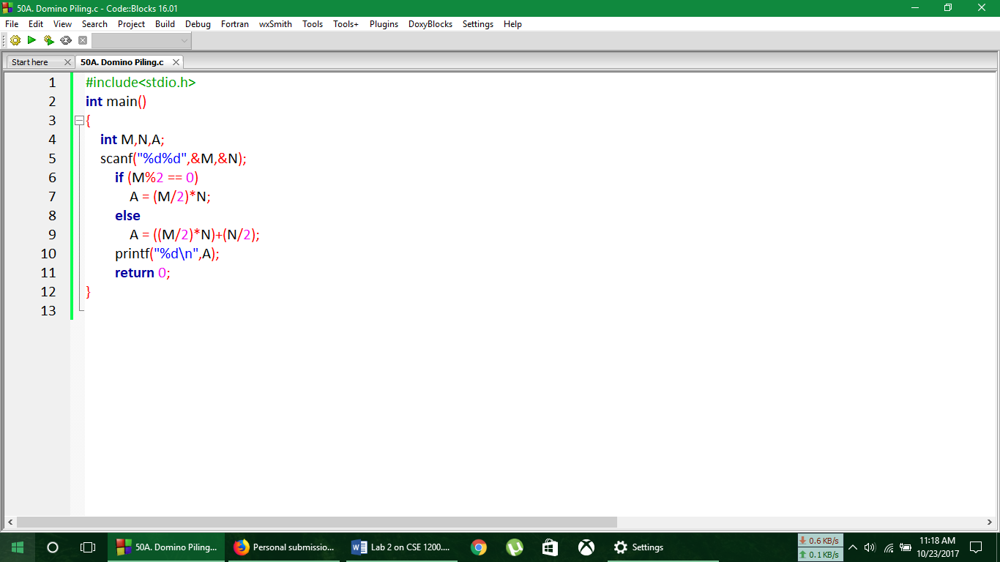 50A. Domino Piling.c - Code::Blocks 16.01
File Edit View Search Project Build Debug Fortran wxSmith Tools Tools+ Plugins DoxyBlocks Settings Help
Start here 50A. Domino Piling.c
1 #include<stdio.h>
2 int main()
3 {
4 int M,N,A;
5 scanf("%d%d",&M,&N);
6 if (M%2 == 0)
7 A = (M/2)*N;
8 else
9 A = ((M/2)*N)+(N/2);
10 printf("%d\n",A);
11 return 0;
12 }
13
50A. Domino Piling... Personal submissio... Lab 2 on CSE 1200.... Settings
0.6 KB/s
0.1 KB/s
11:18 AM
10/23/2017